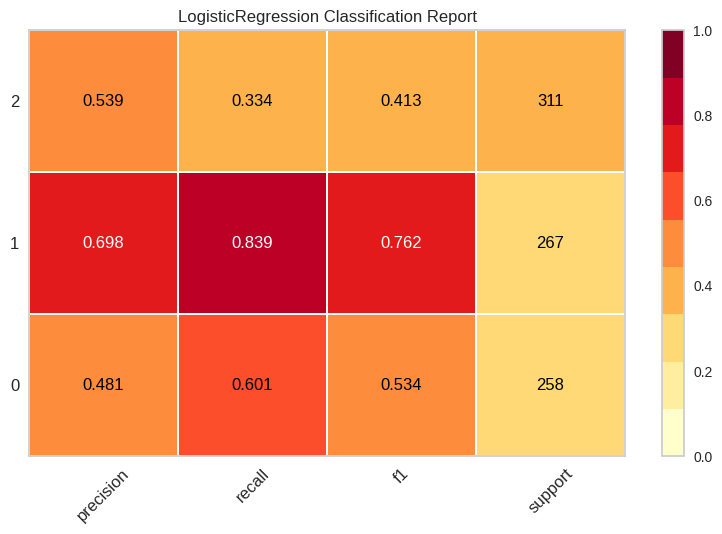 LogisticRegression Classification Report
2 0.539 0.334 0.413 311
1 0.698 0.839 0.762 267
0 0.481 0.601 0.534 258
precision recall f1 support
1.0
0.8
0.6
0.4
0.2
0.0